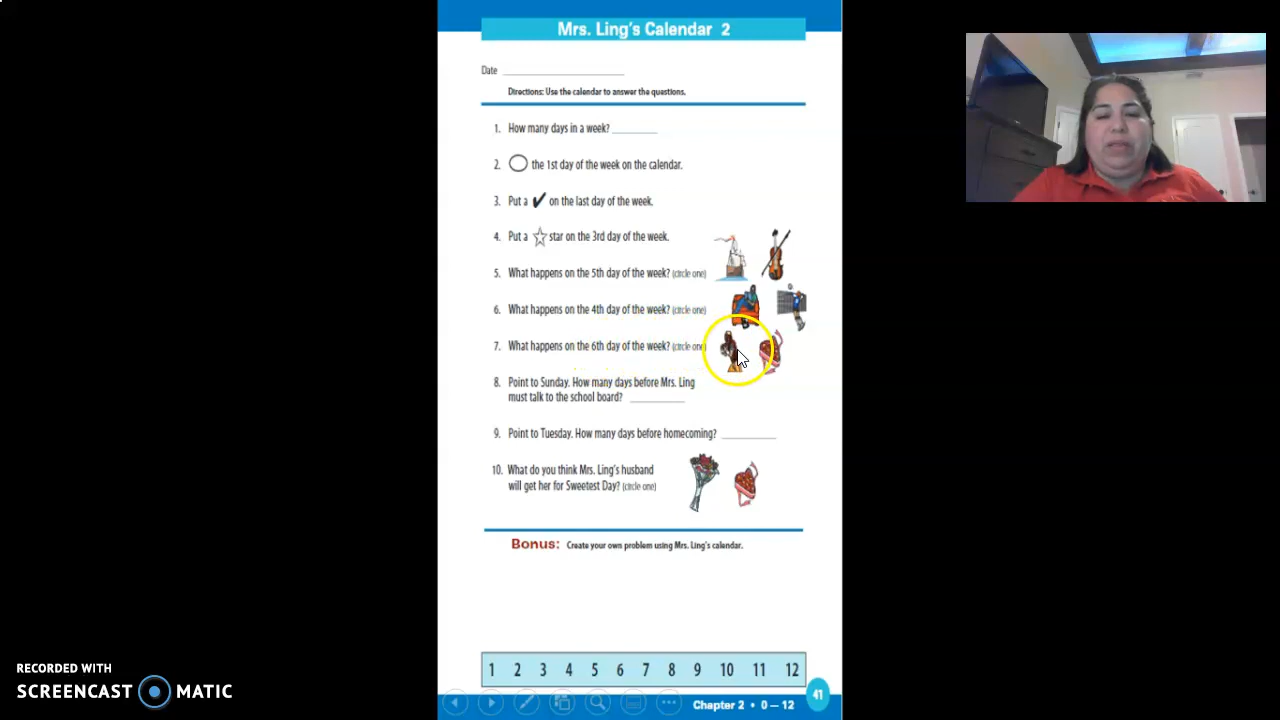 Mrs. Ling's Calendar 2
Date
Directions: Use the calendar to answer the questions.
1. How many days in a week?
2. the 1st day of the week on the calendar.
3. Put a on the last day of the week.
4. Put a star on the 3rd day of the week.
5. What happens on the 5th day of the week? (circle one)
6. What happens on the 4th day of the week? (circle one)
7. What happens on the 6th day of the week? (circle one)
8. Point to Sunday. How many days before Mrs. Ling
must talk to the school board?
9. Point to Tuesday. How many days before homecoming?
10. What do you think Mrs. Ling's husband
will get her for Sweetest Day? (circle one)
Bonus: Create your own problem using Mrs. Ling's calendar.
1 2 3 4 5 6 7 8 9 10 11 12
Chapter 2 • 0 – 12 41
RECORDED WITH
SCREENCAST MATIC